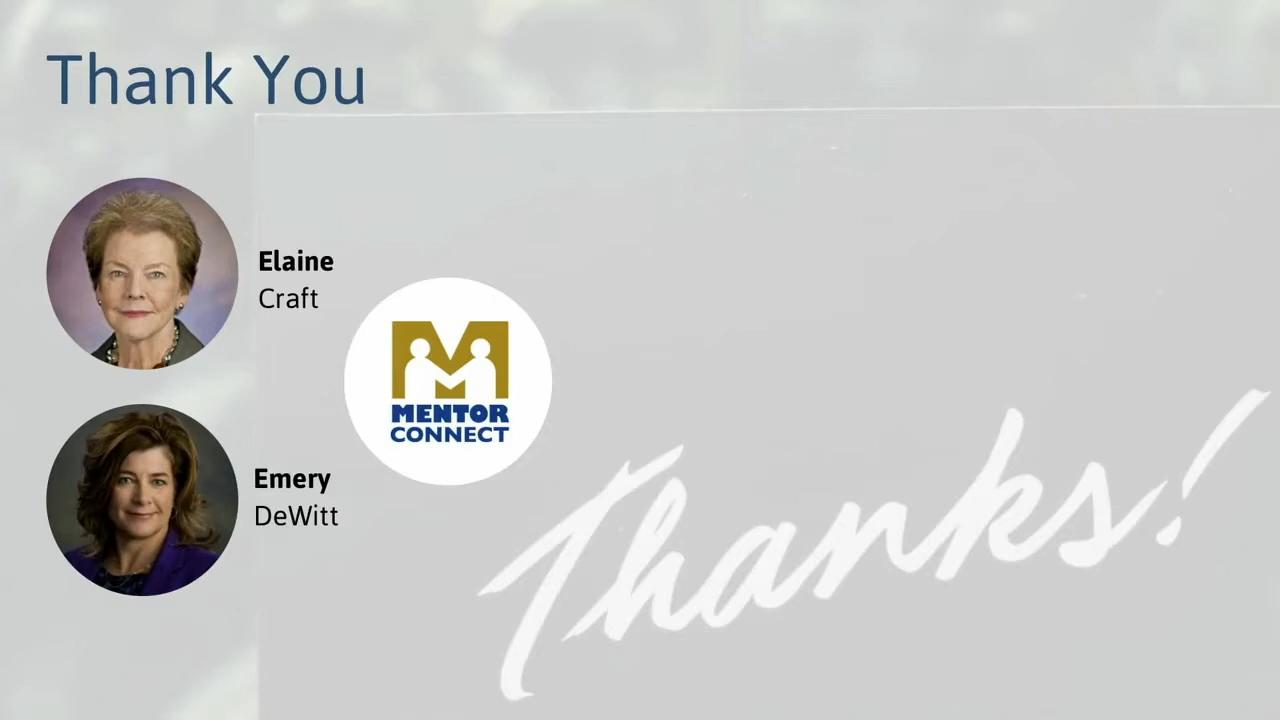 Thank You
Elaine
Craft
MENTOR
CONNECT
Emery
DeWitt
Thanks!